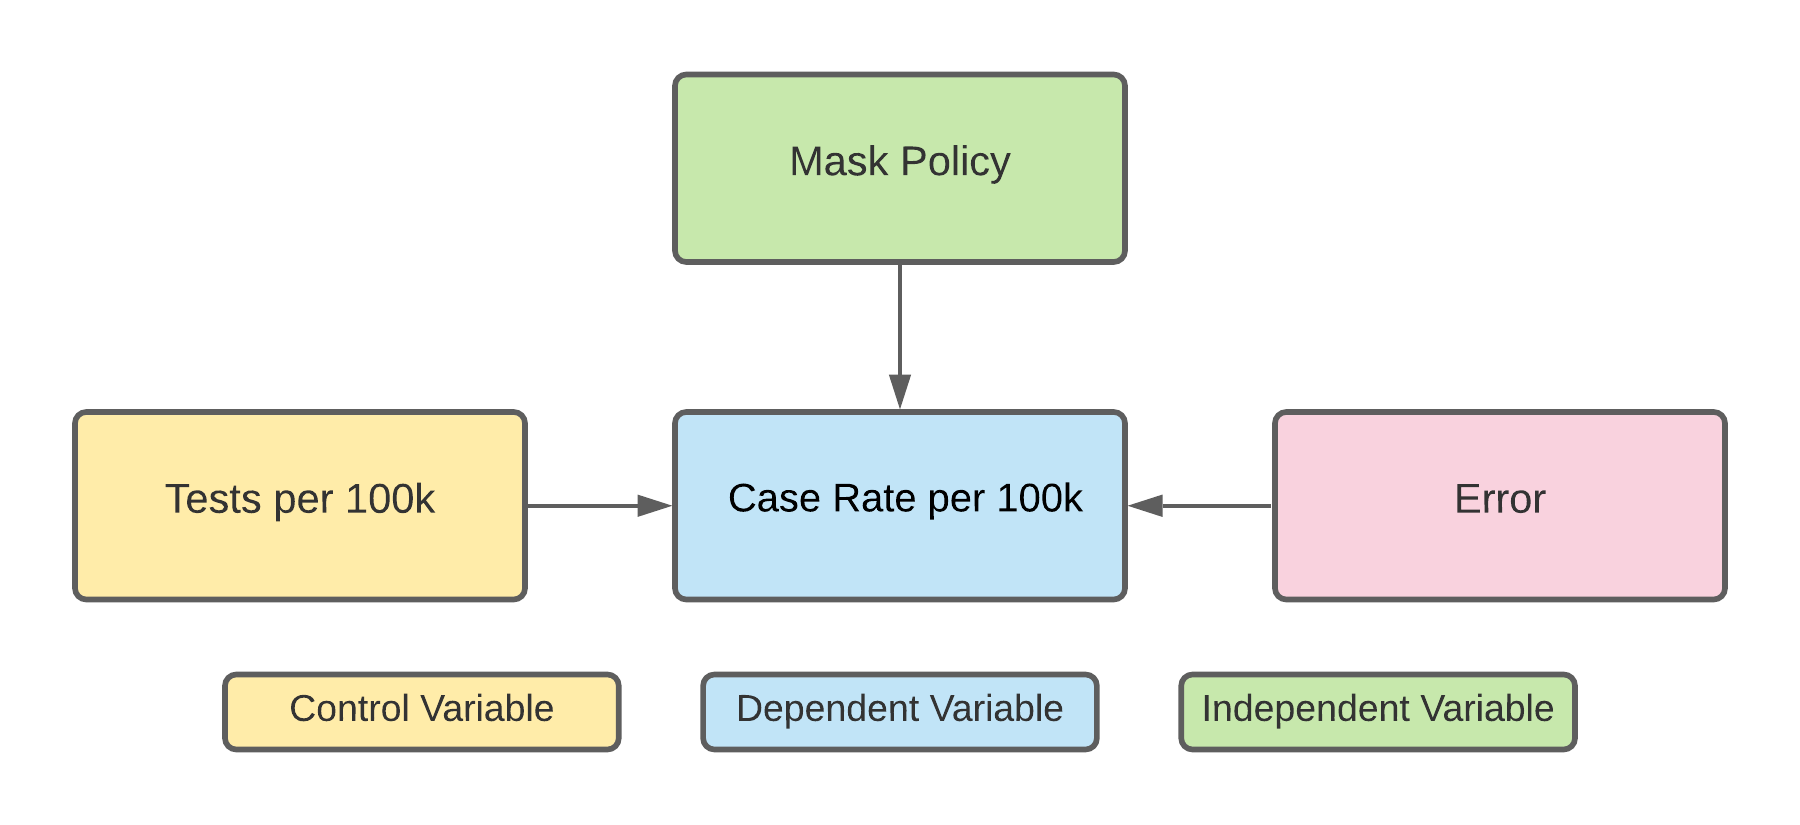 Mask Policy
Tests per 100k
Case Rate per 100k
Error
Control Variable
Dependent Variable
Independent Variable